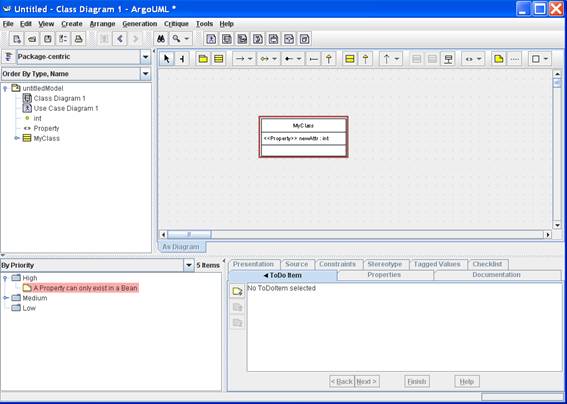 Untitled - Class Diagram 1 - ArgoUML *
File Edit View Create Arrange Generation Critique Tools Help
Package-centric
Order By Type, Name
untitledModel
Class Diagram 1
Use Case Diagram 1
int
Property
MyClass
MyClass
<<Property>> newAttr : int
As Diagram
By Priority 5 Items
High
A Property can only exist in a Bean
Medium
Low
Presentation Source Constraints Stereotype Tagged Values Checklist
ToDo Item Properties Documentation
No ToDoItem selected
< Back Next > Finish Help